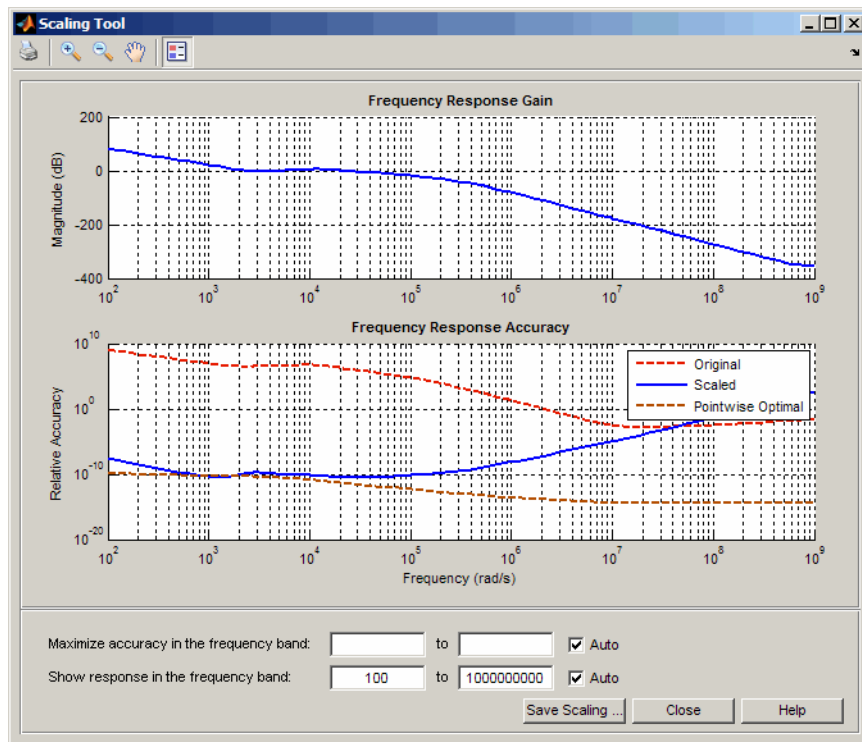 Scaling Tool
Frequency Response Gain
Magnitude (dB)
200
0
-200
-400
10^2 10^3 10^4 10^5 10^6 10^7 10^8 10^9
Frequency Response Accuracy
Relative Accuracy
10^10
10^0
10^-10
10^-20
Original
Scaled
Pointwise Optimal
10^2 10^3 10^4 10^5 10^6 10^7 10^8 10^9
Frequency (rad/s)
Maximize accuracy in the frequency band: to Auto
Show response in the frequency band: 100 to 1000000000 Auto
Save Scaling ... Close Help